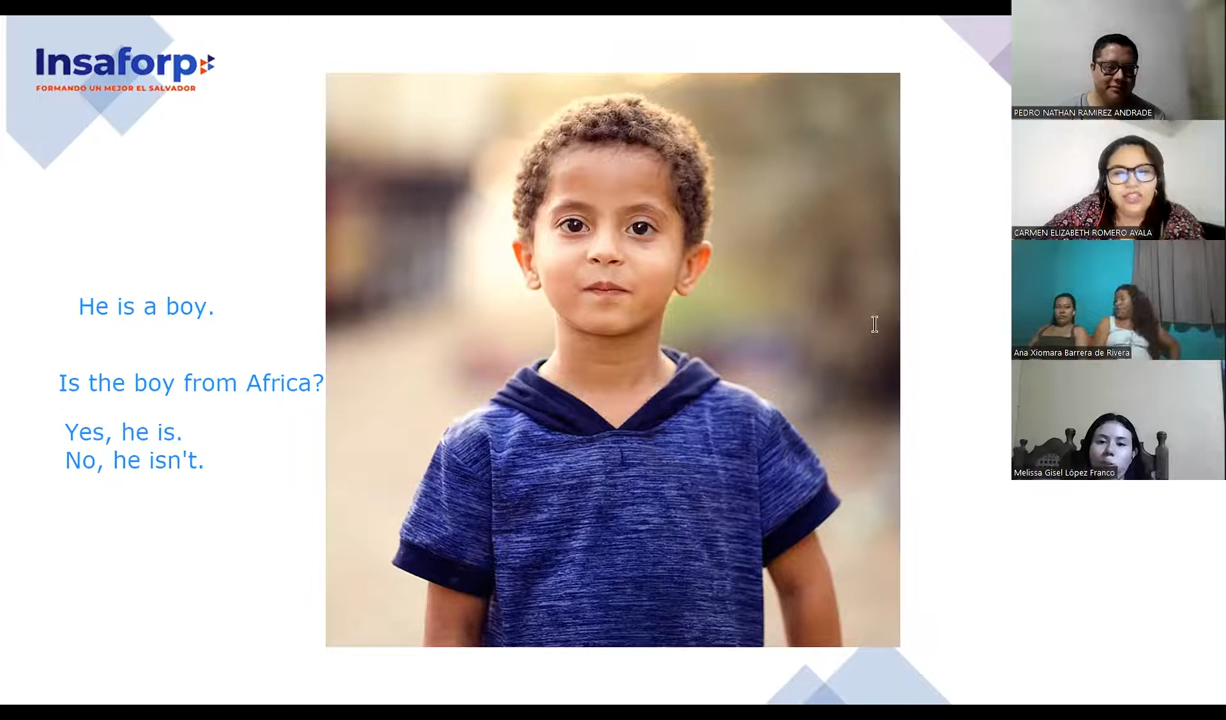 Insaforp
FORMANDO UN MEJOR EL SALVADOR
He is a boy.
Is the boy from Africa?
Yes, he is.
No, he isn't.
PEDRO NATHAN RAMIREZ ANDRADE
CARMEN ELIZABETH ROMERO AYALA
Ana Xiomara Barrera de Rivera
Melissa Gisel López Franco